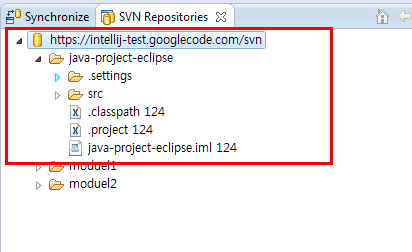 Synchronize SVN Repositories
https://intellij-test.googlecode.com/svn
java-project-eclipse
.settings
src
.classpath 124
.project 124
java-project-eclipse.iml 124
moduel1
moduel2